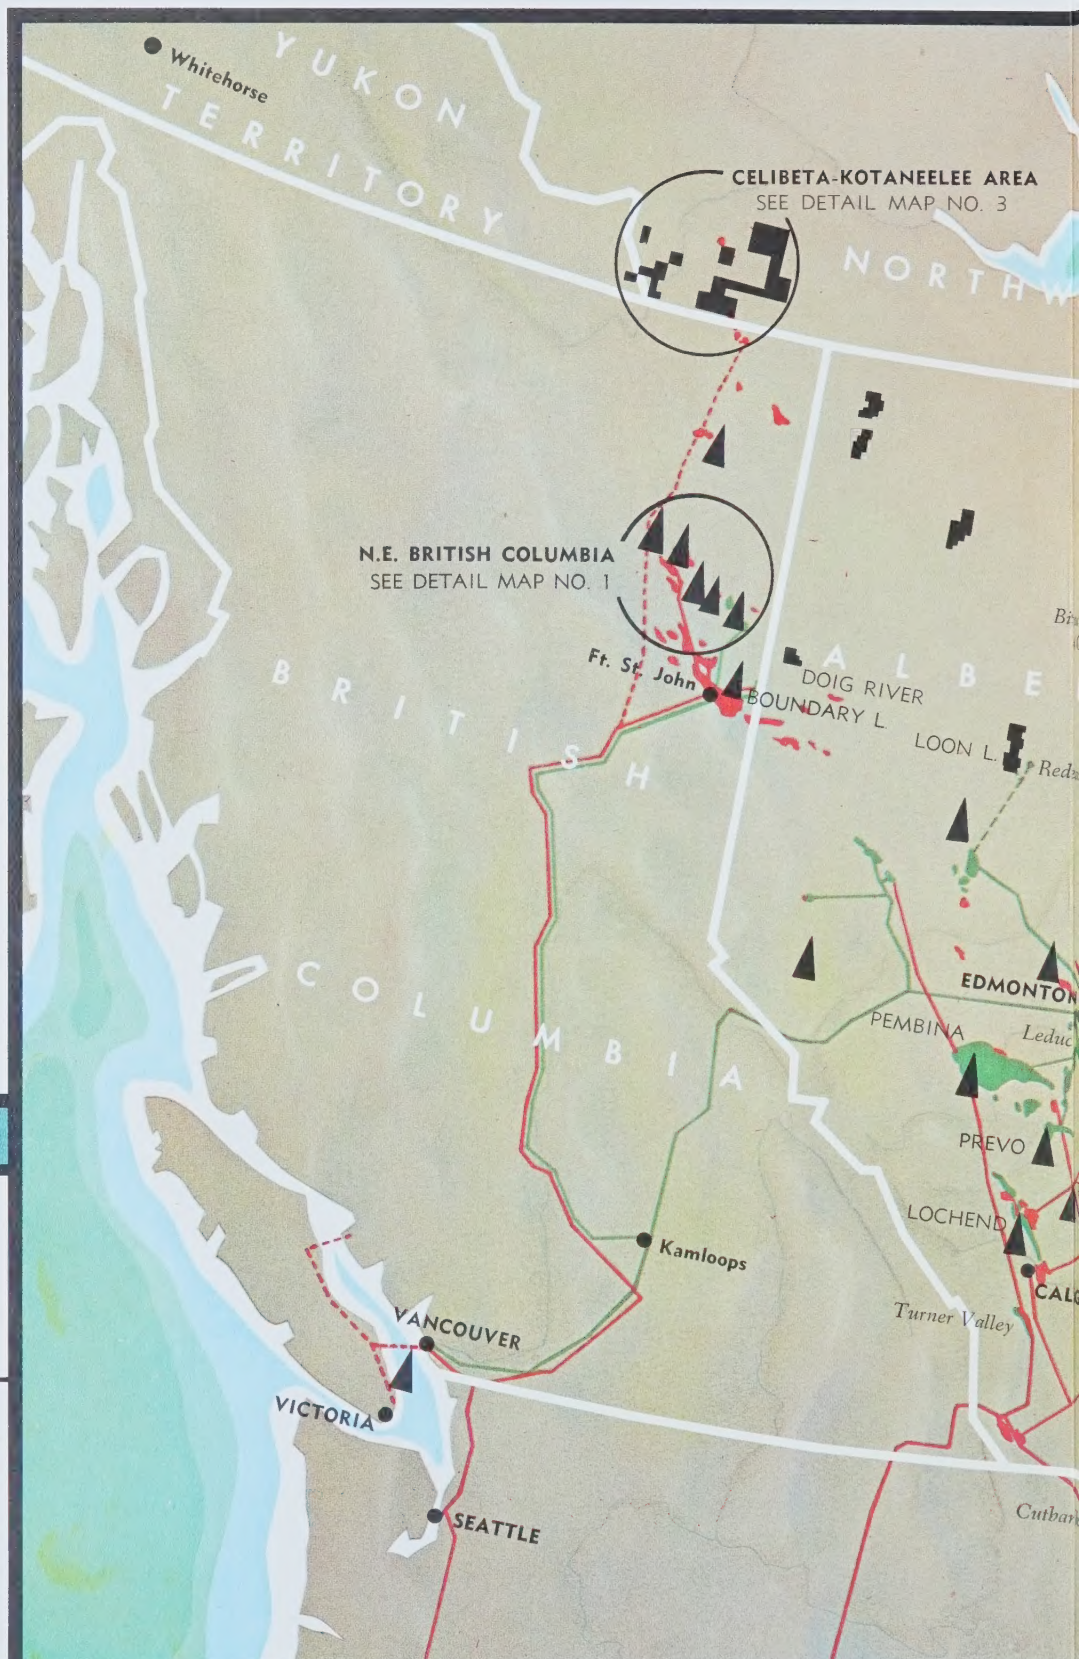 Whitehorse
YUKON
TERRITORY
CELIBETA-KOTANEELEE AREA
SEE DETAIL MAP NO. 3
NORTHW
N.E. BRITISH COLUMBIA
SEE DETAIL MAP NO. 1
Ft. St. John
ALBE
BRITISH
DOIG RIVER
BOUNDARY L
LOON L.
COLUMBIA
EDMONTON
PEMBINA
Leduc
PREVO
LOCHEND
Kamloops
Turner Valley
VANCOUVER
VICTORIA
SEATTLE